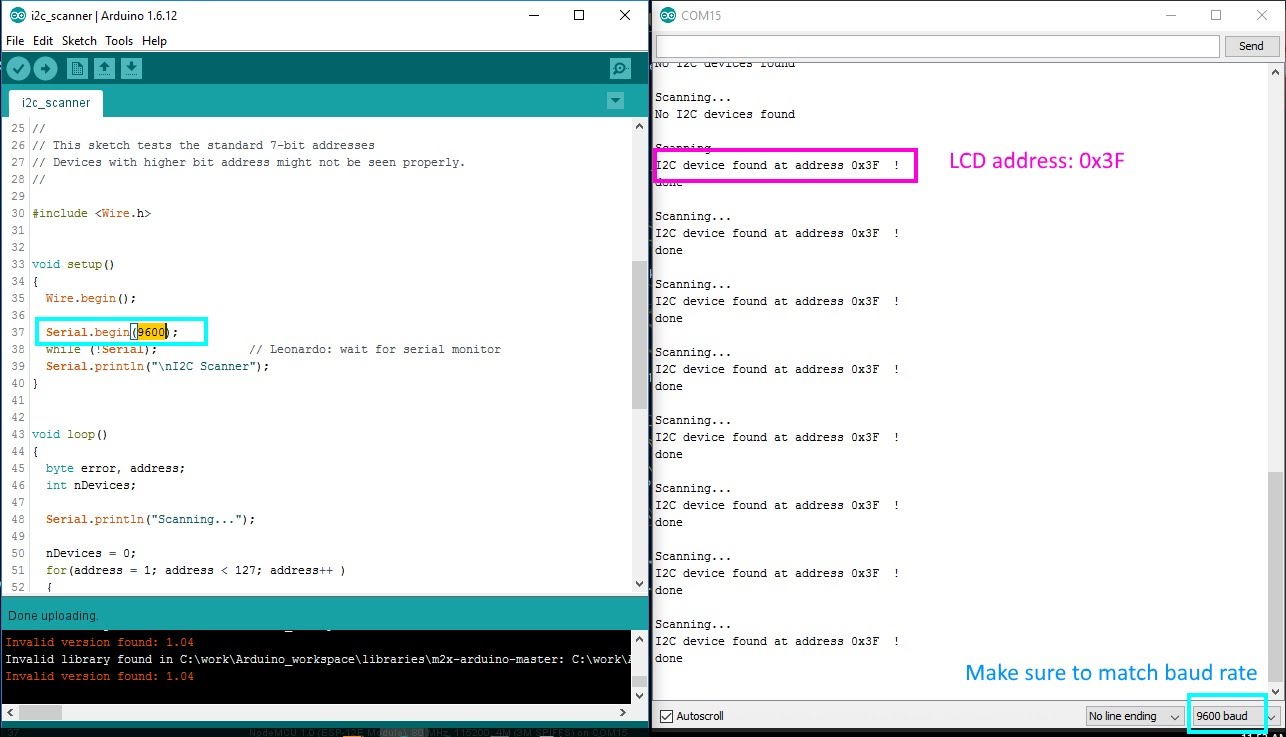 i2c_scanner | Arduino 1.6.12
File Edit Sketch Tools Help
i2c_scanner
25 //
26 // This sketch tests the standard 7-bit addresses
27 // Devices with higher bit address might not be seen properly.
28 //
29
30 #include <Wire.h>
31
32
33 void setup()
34 {
35 Wire.begin();
36
37 Serial.begin(9600);
38 while (!Serial); // Leonardo: wait for serial monitor
39 Serial.println("\nI2C Scanner");
40 }
41
42
43 void loop()
44 {
45 byte error, address;
46 int nDevices;
47
48 Serial.println("Scanning...");
49
50 nDevices = 0;
51 for(address = 1; address < 127; address++ )
52 {
Done uploading.
Invalid version found: 1.04
Invalid library found in C:\work\Arduino_workspace\libraries\m2x-arduino-master: C:\work\A
Invalid version found: 1.04
37 NodeMCU 1.0 (ESP-12E Module), 80 MHz, 115200, 4M (3M SPIFFS) on COM15
COM15
Send
No I2C devices found
Scanning...
No I2C devices found
Scanning...
I2C device found at address 0x3F !
done
LCD address: 0x3F
Scanning...
I2C device found at address 0x3F !
done
Scanning...
I2C device found at address 0x3F !
done
Scanning...
I2C device found at address 0x3F !
done
Scanning...
I2C device found at address 0x3F !
done
Scanning...
I2C device found at address 0x3F !
done
Scanning...
I2C device found at address 0x3F !
done
Scanning...
I2C device found at address 0x3F !
done
Make sure to match baud rate
Autoscroll
No line ending
9600 baud